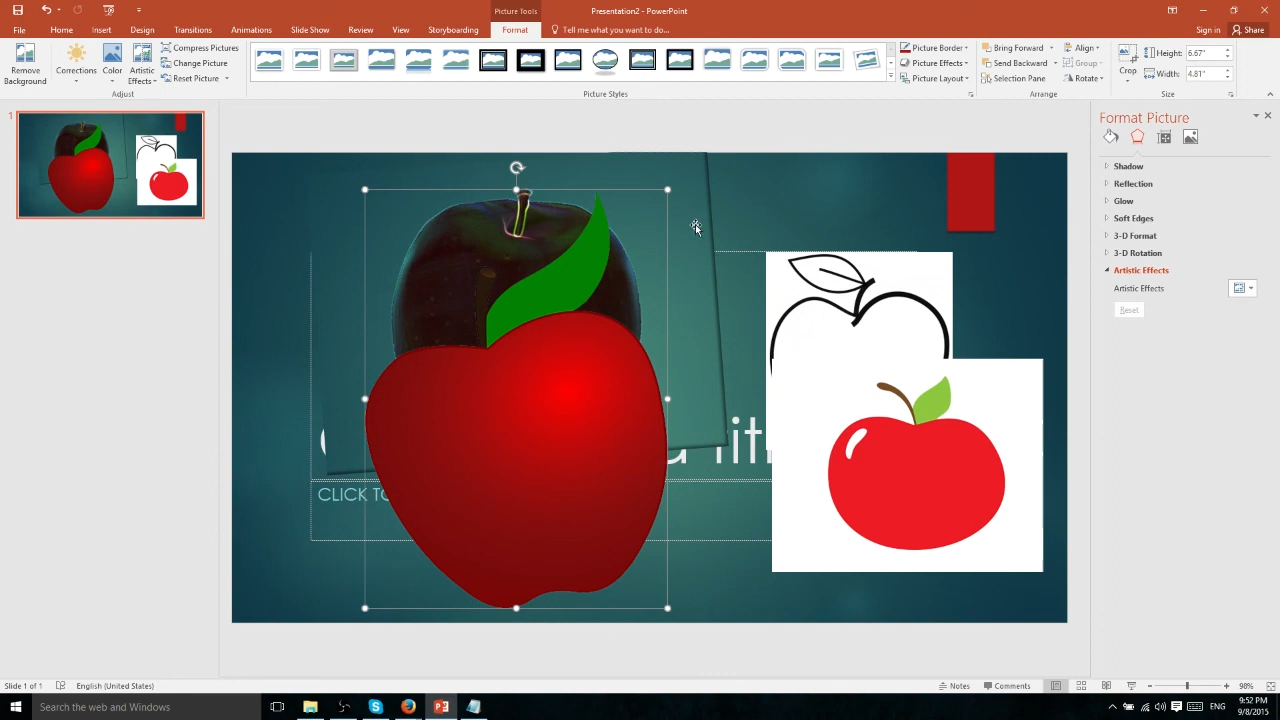 Picture Tools
Presentation2 - PowerPoint
File
Home
Insert
Design
Transitions
Animations
Slide Show
Review
View
Storyboarding
Format
Tell me what you want to do...
Sign in
Share
Remove Background
Corrections
Color
Artistic Effects
Compress Pictures
Change Picture
Reset Picture
Adjust
Picture Styles
Picture Border
Picture Effects
Picture Layout
Bring Forward
Send Backward
Selection Pane
Align
Group
Rotate
Arrange
Crop
Height: 6.67"
Width: 4.81"
Size
1
CLICK TO
Format Picture
Shadow
Reflection
Glow
Soft Edges
3-D Format
3-D Rotation
Artistic Effects
Artistic Effects
Reset
Slide 1 of 1
English (United States)
Notes
Comments
98%
Search the web and Windows
ENG
9:52 PM
9/8/2015